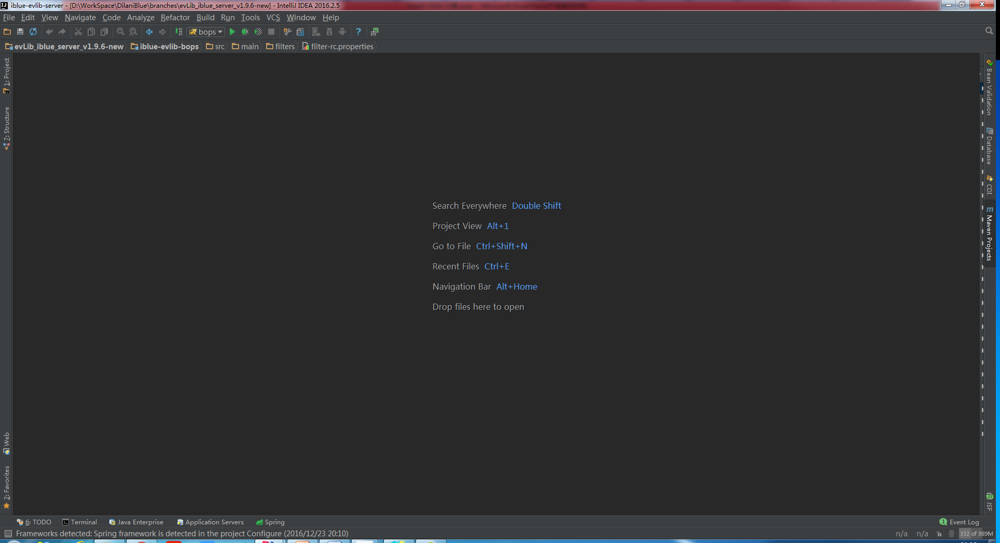 iblue-evlib-server - [D:\WorkSpace\DilaniBlue\branches\evLib_iblue_server_v1.9.6-new] - IntelliJ IDEA 2016.2.5
File Edit View Navigate Code Analyze Refactor Build Run Tools VCS Window Help
bops
evLib_iblue_server_v1.9.6-new iblue-evlib-bops src main filters filter-rc.properties
1: Project
7: Structure
Web
2: Favorites
Search Everywhere Double Shift
Project View Alt+1
Go to File Ctrl+Shift+N
Recent Files Ctrl+E
Navigation Bar Alt+Home
Drop files here to open
Bean Validation
Database
CDI
Maven Projects
JSF
6: TODO Terminal Java Enterprise Application Servers Spring 1 Event Log
Frameworks detected: Spring framework is detected in the project Configure (2016/12/23 20:10) n/a n/a 332 of 989M